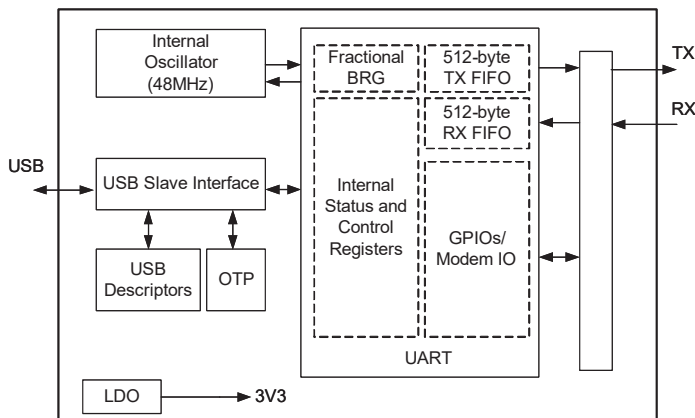 Internal
Oscillator
(48MHz)
Fractional
BRG
512-byte
TX FIFO
TX
512-byte
RX FIFO
RX
USB
USB Slave Interface
Internal
Status and
Control
Registers
GPIOs/
Modem IO
USB
Descriptors
OTP
UART
LDO
3V3